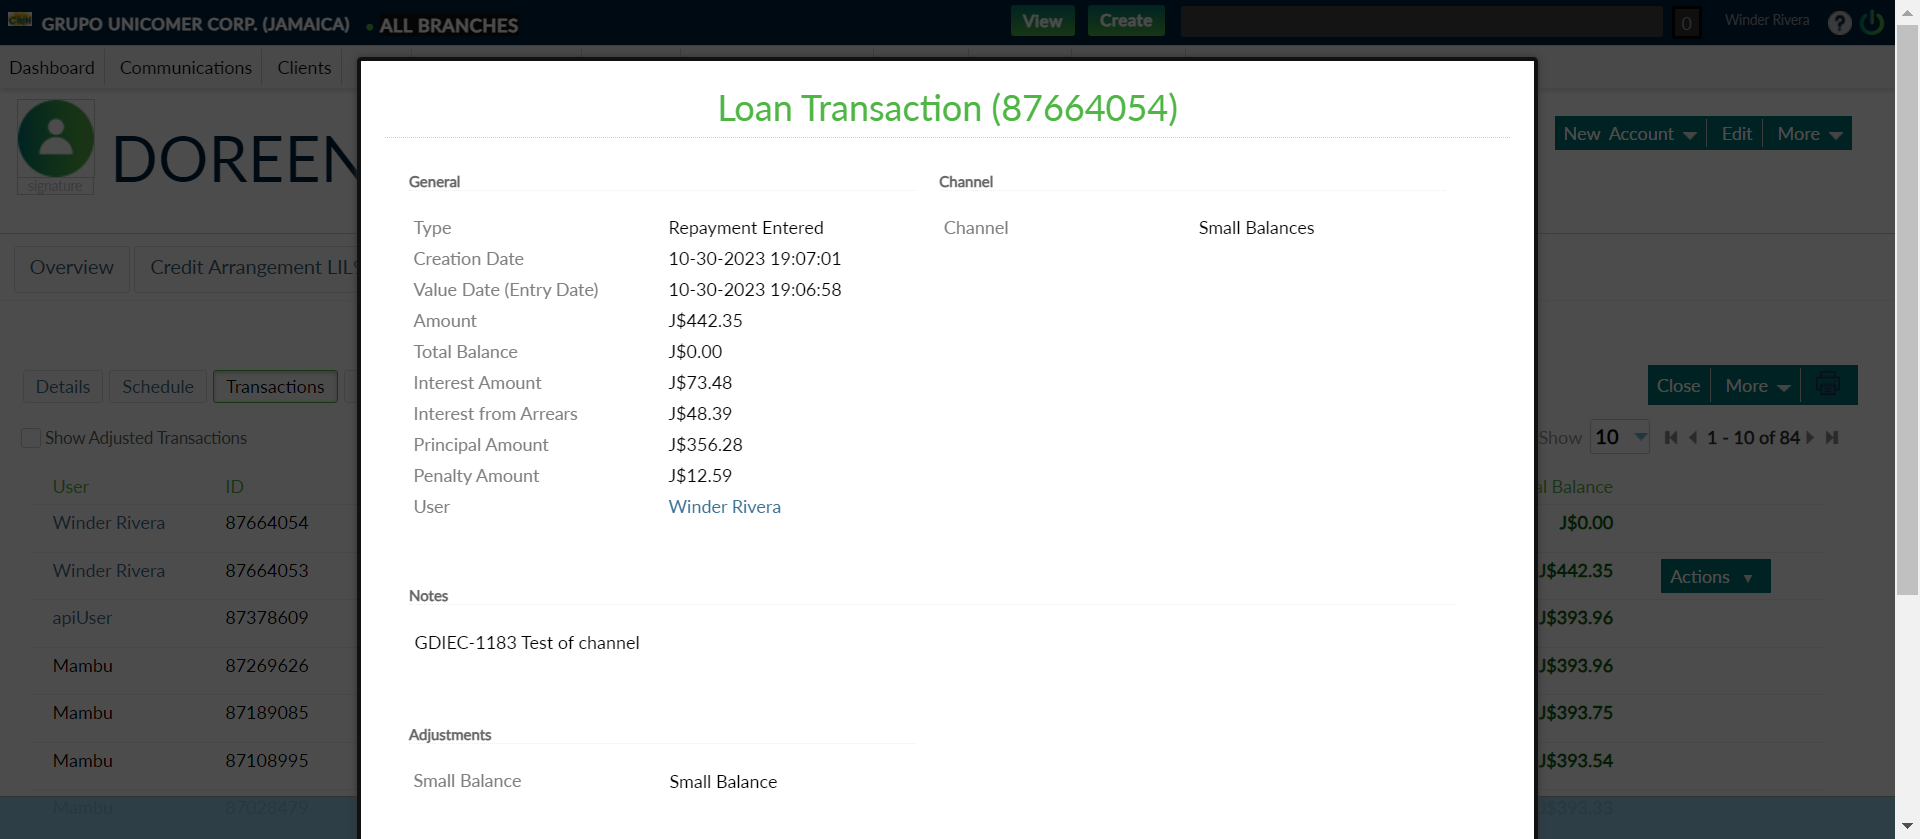 GRUPO UNICOMER CORP. (JAMAICA) • ALL BRANCHES View Create 0 Winder Rivera ?
Dashboard Communications Clients
Loan Transaction (87664054)
signature DOREEN New Account Edit More
General Channel
Type Repayment Entered Channel Small Balances
Creation Date 10-30-2023 19:07:01
Overview Credit Arrangement
Value Date (Entry Date) 10-30-2023 19:06:58
Amount J$442.35
Total Balance J$0.00
Interest Amount J$73.48
Details Schedule Transactions Close More
Interest from Arrears J$48.39
Show Adjusted Transactions Show 10 1 - 10 of 84
Principal Amount J$356.28
Penalty Amount J$12.59
User ID Balance
User Winder Rivera
Winder Rivera 87664054 J$0.00
Winder Rivera 87664053 J$442.35 Actions
Notes
apiUser 87378609 J$393.96
GDIEC-1183 Test of channel
Mambu 87269626 J$393.96
Mambu 87189085 J$393.75
Adjustments
Mambu 87108995 J$393.54
Small Balance Small Balance
Mambu 87028479 J$393.33